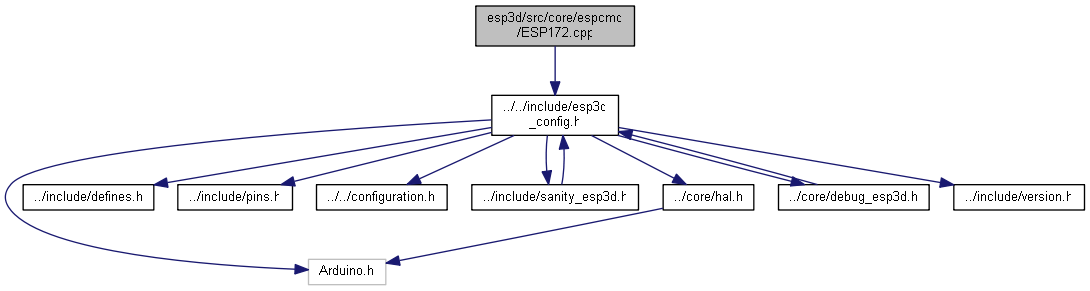 esp3d/src/core/espcmd
/ESP172.cpp
../../include/esp3d
_config.h
../include/defines.h
../include/pins.h
../../configuration.h
../include/sanity_esp3d.h
../core/hal.h
../core/debug_esp3d.h
../include/version.h
Arduino.h